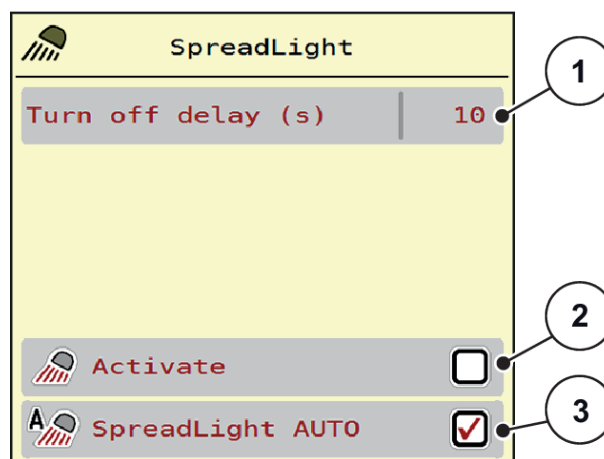 SpreadLight
1
Turn off delay (s) 10
2
Activate
3
A SpreadLight AUTO